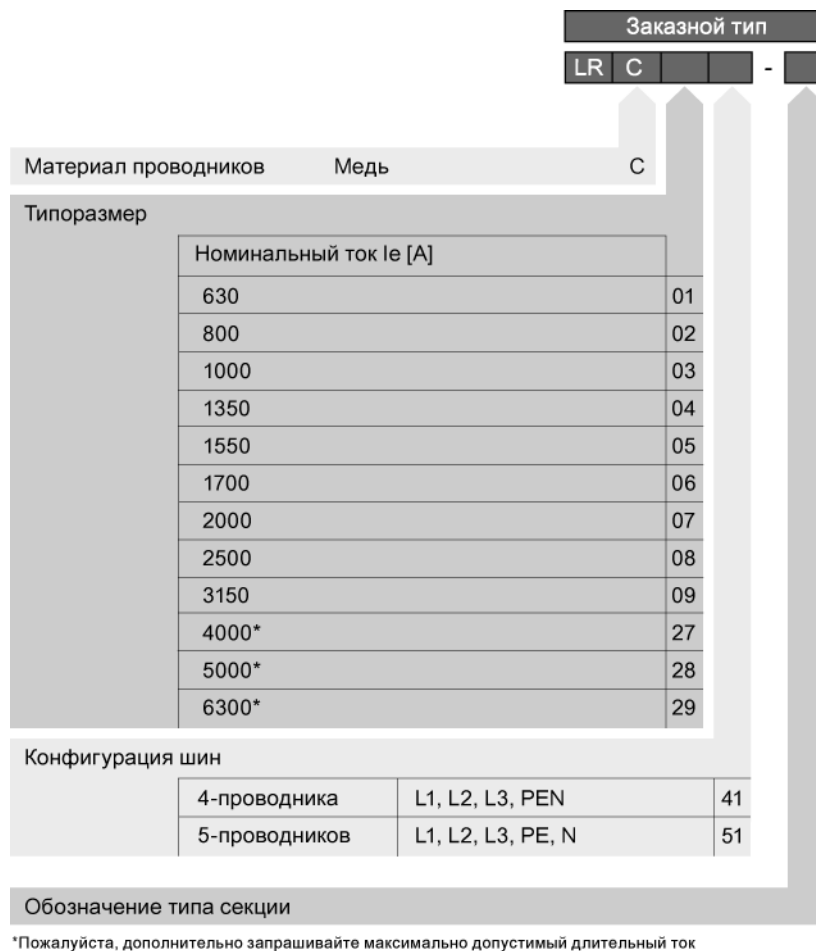 Заказной тип
LR C -
Материал проводников Медь C
Типоразмер
Номинальный ток Ie [A]
630 01
800 02
1000 03
1350 04
1550 05
1700 06
2000 07
2500 08
3150 09
4000* 27
5000* 28
6300* 29
Конфигурация шин
4-проводника L1, L2, L3, PEN 41
5-проводников L1, L2, L3, PE, N 51
Обозначение типа секции
*Пожалуйста, дополнительно запрашивайте максимально допустимый длительный ток